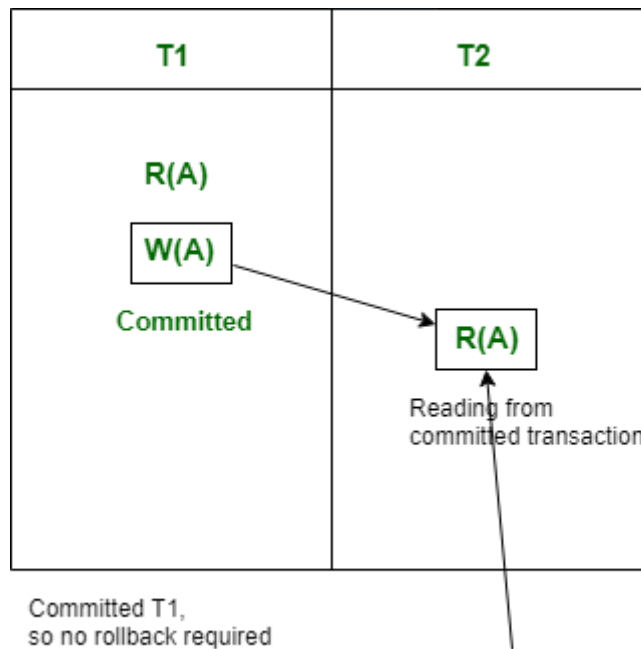 T1 T2
R(A)
W(A)
Committed
R(A)
Reading from
committed transaction
Committed T1,
so no rollback required